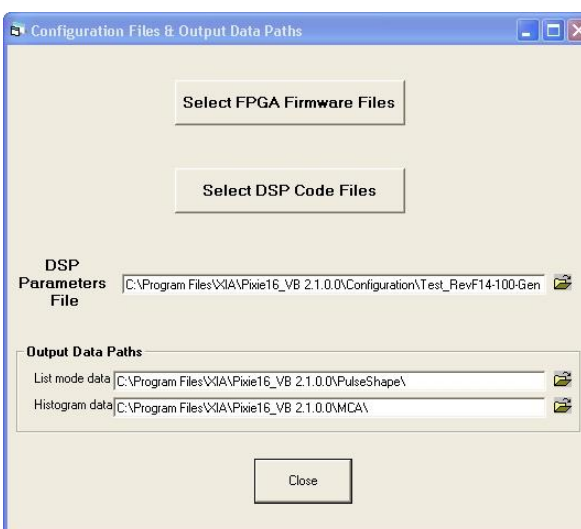 Configuration Files & Output Data Paths
Select FPGA Firmware Files
Select DSP Code Files
DSP
Parameters
File
C:\Program Files\XIA\Pixie16_VB 2.1.0.0\Configuration\Test_RevF14-100-Gen
Output Data Paths
List mode data C:\Program Files\XIA\Pixie16_VB 2.1.0.0\PulseShape\
Histogram data C:\Program Files\XIA\Pixie16_VB 2.1.0.0\MCA\
Close